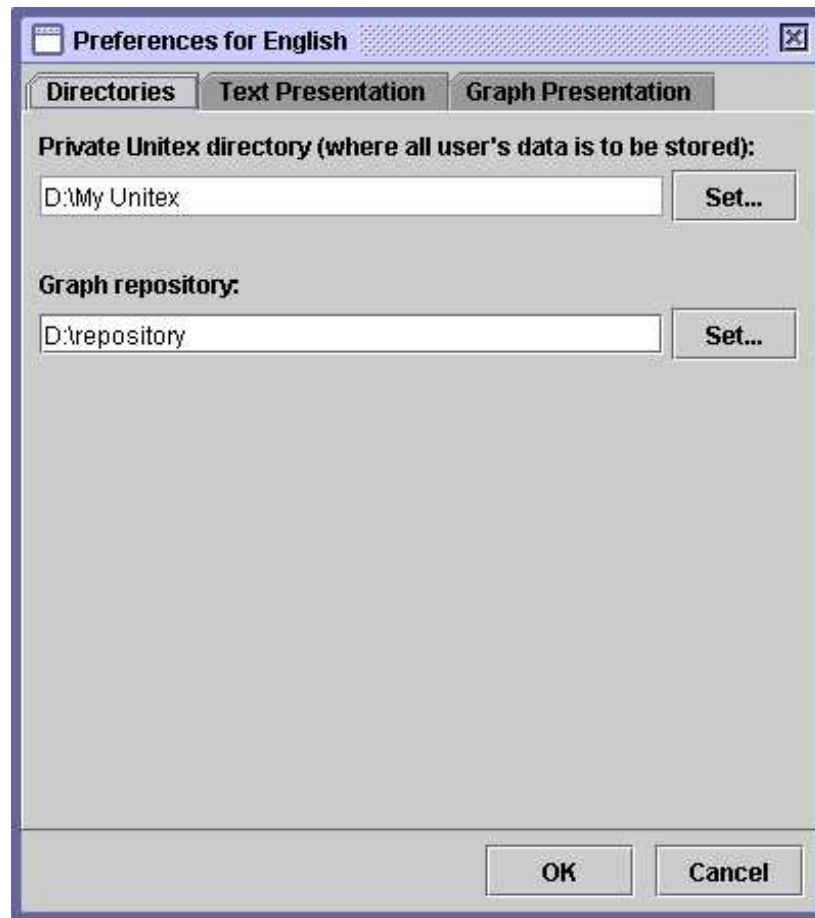 Preferences for English
Directories Text Presentation Graph Presentation
Private Unitex directory (where all user's data is to be stored):
D:\My Unitex Set...
Graph repository:
D:\repository Set...
OK Cancel